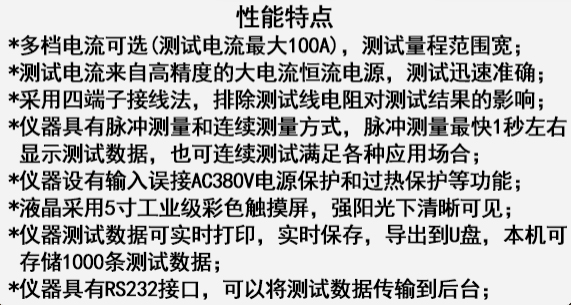 性能特点
*多档电流可选(测试电流最大100A)，测试量程范围宽；
*测试电流来自高精度的大电流恒流电源，测试迅速准确；
*采用四端子接线法，排除测试线电阻对测试结果的影响；
*仪器具有脉冲测量和连续测量方式，脉冲测量最快1秒左右
显示测试数据，也可连续测试满足各种应用场合；
*仪器设有输入误接AC380V电源保护和过热保护等功能；
*液晶采用5寸工业级彩色触摸屏，强阳光下清晰可见；
*仪器测试数据可实时打印，实时保存，导出到U盘，本机可
存储1000条测试数据；
*仪器具有RS232接口，可以将测试数据传输到后台；